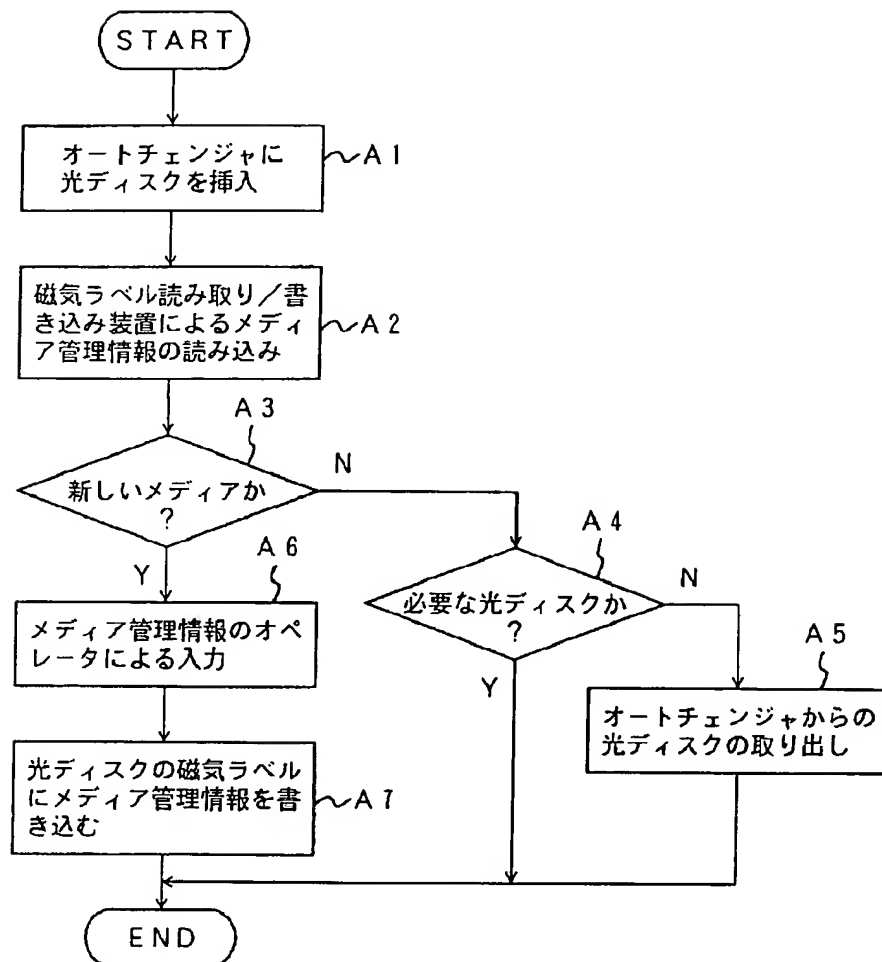 START
オートチェンジャに
光ディスクを挿入
A1
磁気ラベル読み取り/書
き込み装置によるメディ
ア管理情報の読み込み
A2
A3
新しいメディアか
?
N
Y
A4
必要な光ディスクか
?
N
Y
A6
メディア管理情報のオペ
レータによる入力
A5
オートチェンジャからの
光ディスクの取り出し
光ディスクの磁気ラベル
にメディア管理情報を書
き込む
A7
END